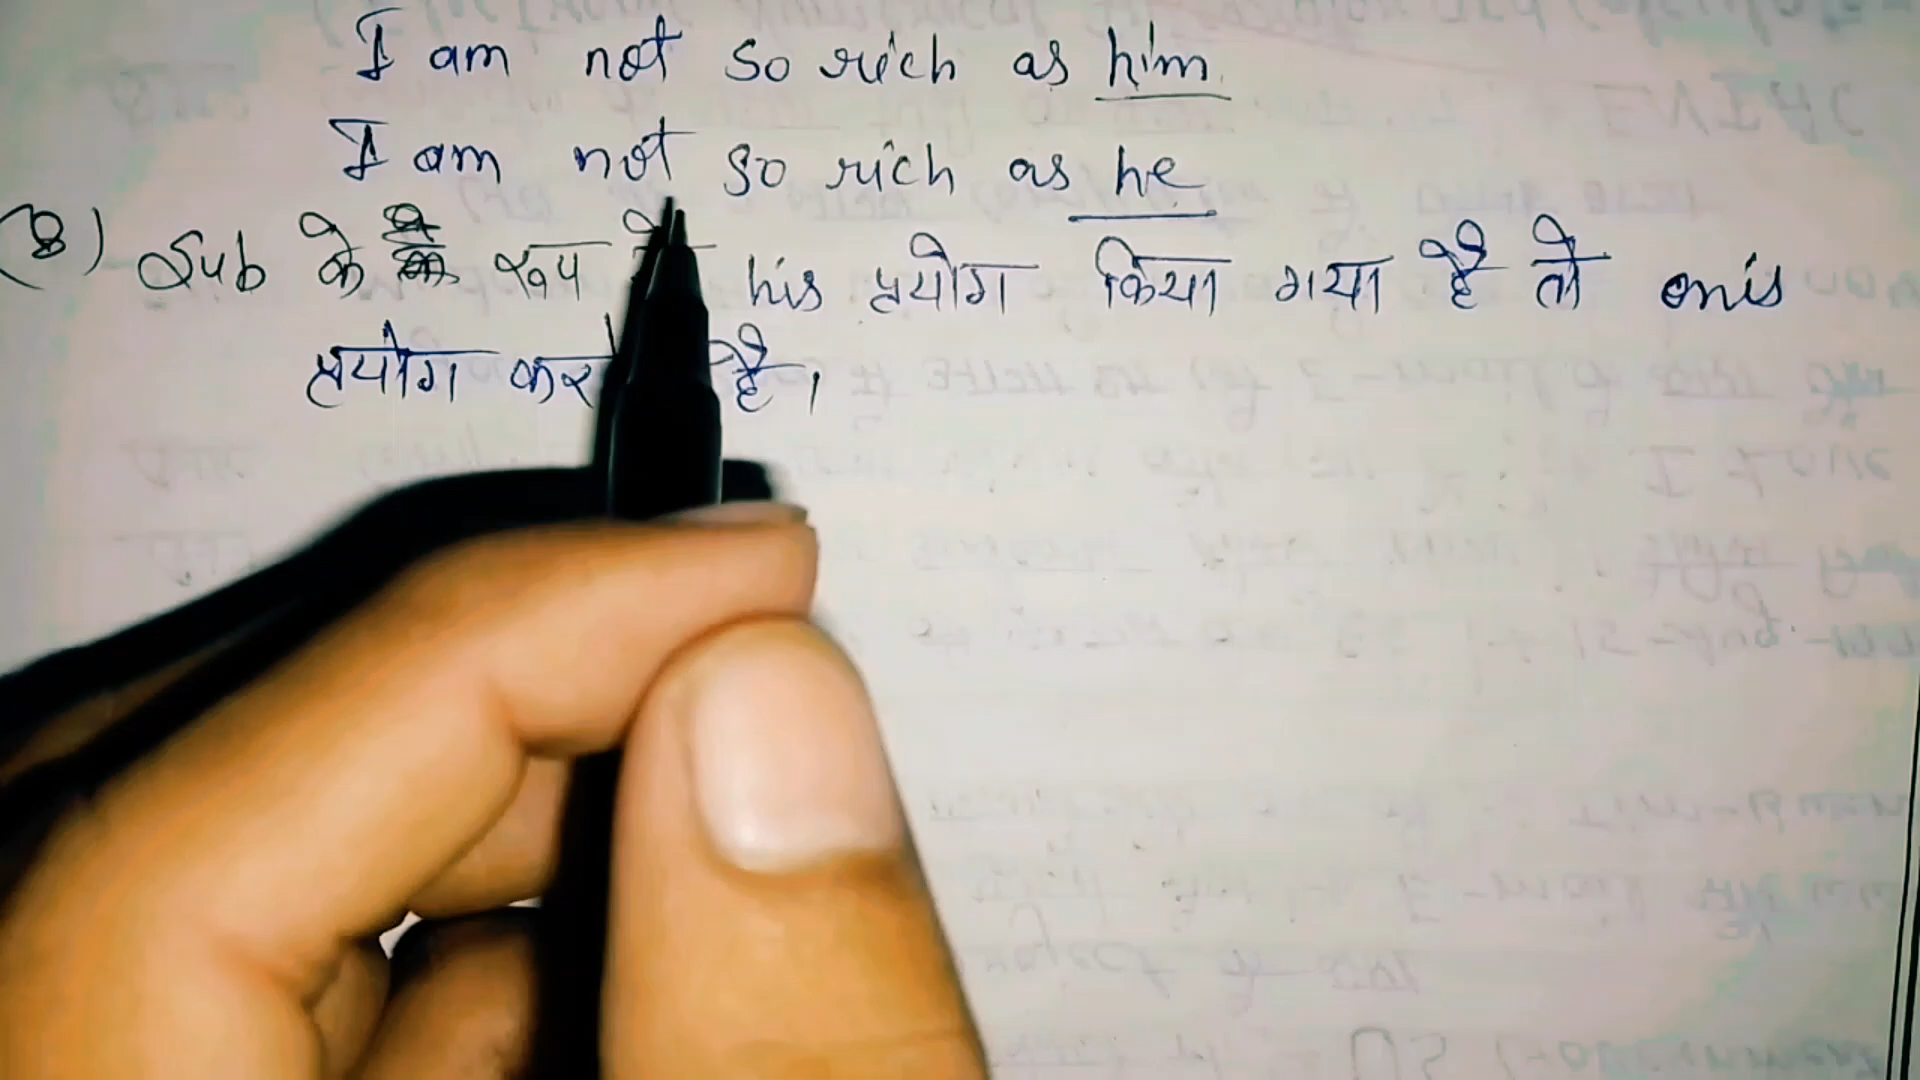 I am not so rich as him.
I am not so rich as he
(8) Sub के रूप में his प्रयोग किया गया है तो
प्रयोग कर है।